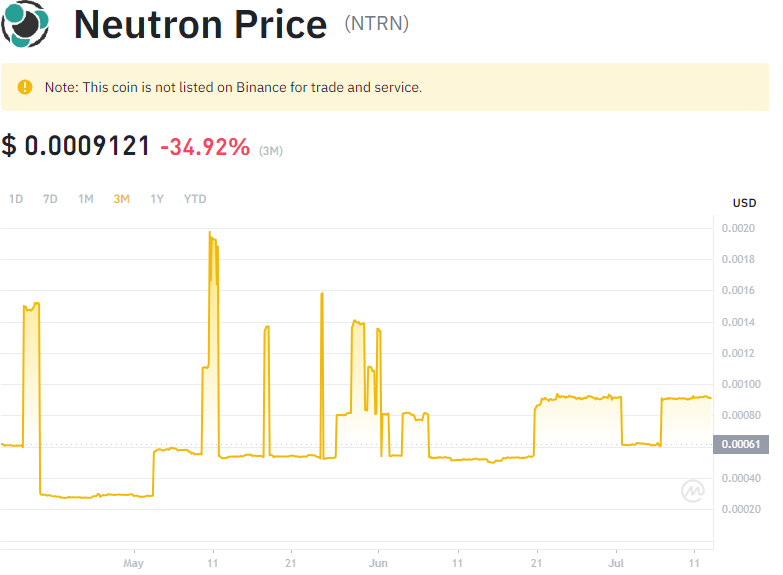 Neutron Price (NTRN)
Note: This coin is not listed on Binance for trade and service.
$ 0.0009121 -34.92% (3M)
1D 7D 1M 3M 1Y YTD
USD
0.0020
0.0018
0.0016
0.0014
0.0012
0.00100
0.00080
0.00061
0.00040
0.00020
May 11 21 Jun 11 21 Jul 11